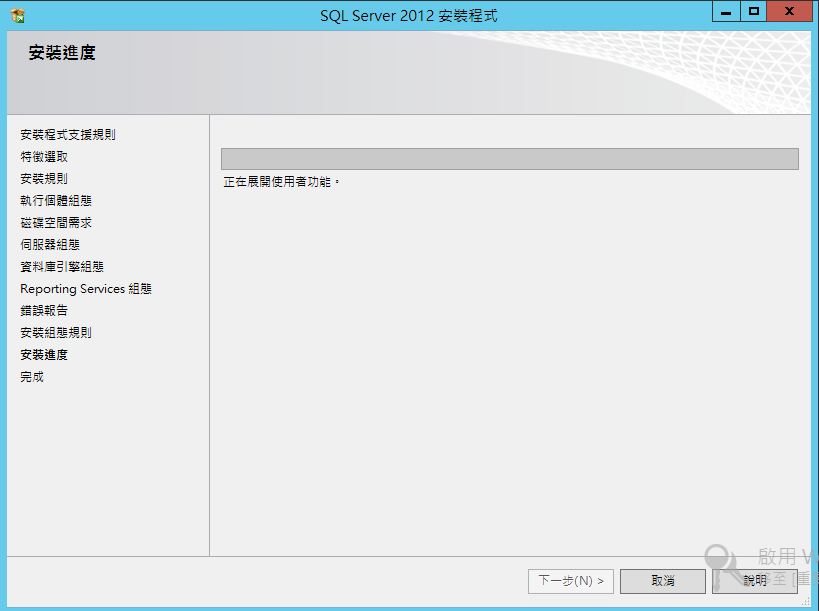 SQL Server 2012 安裝程式
安裝進度
安裝程式支援規則
特徵選取
安裝規則
執行個體組態
磁碟空間需求
伺服器組態
資料庫引擎組態
Reporting Services 組態
錯誤報告
安裝組態規則
安裝進度
完成
正在展開使用者功能。
啟用 W
移至 [重
下一步(N) >
取消
說明